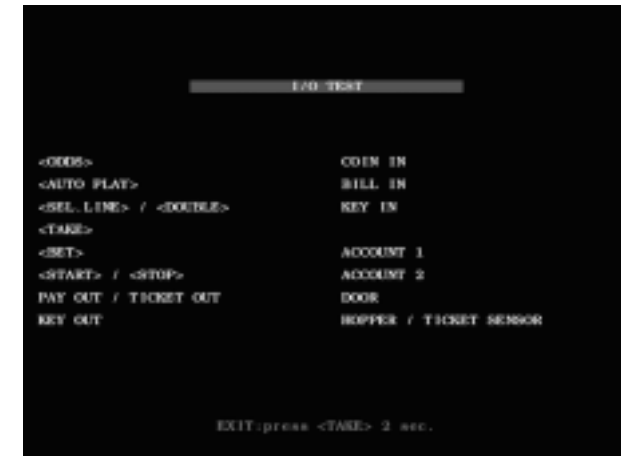 I/O TEST
<ODDS> COIN IN
<AUTO PLAY> BILL IN
<SEL.LINE> / <DOUBLE> KEY IN
<TAKE>
<BET> ACCOUNT 1
<START> / <STOP> ACCOUNT 2
PAY OUT / TICKET OUT DOOR
KEY OUT HOPPER / TICKET SENSOR
EXIT:press <TAKE> 2 sec.